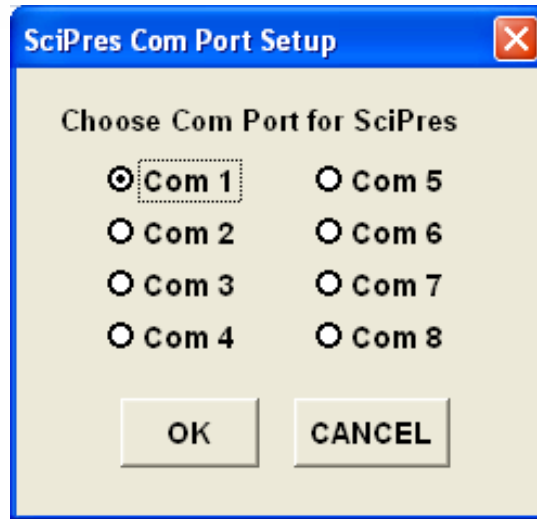 SciPres Com Port Setup
Choose Com Port for SciPres
Com 1 Com 5
Com 2 Com 6
Com 3 Com 7
Com 4 Com 8
OK CANCEL